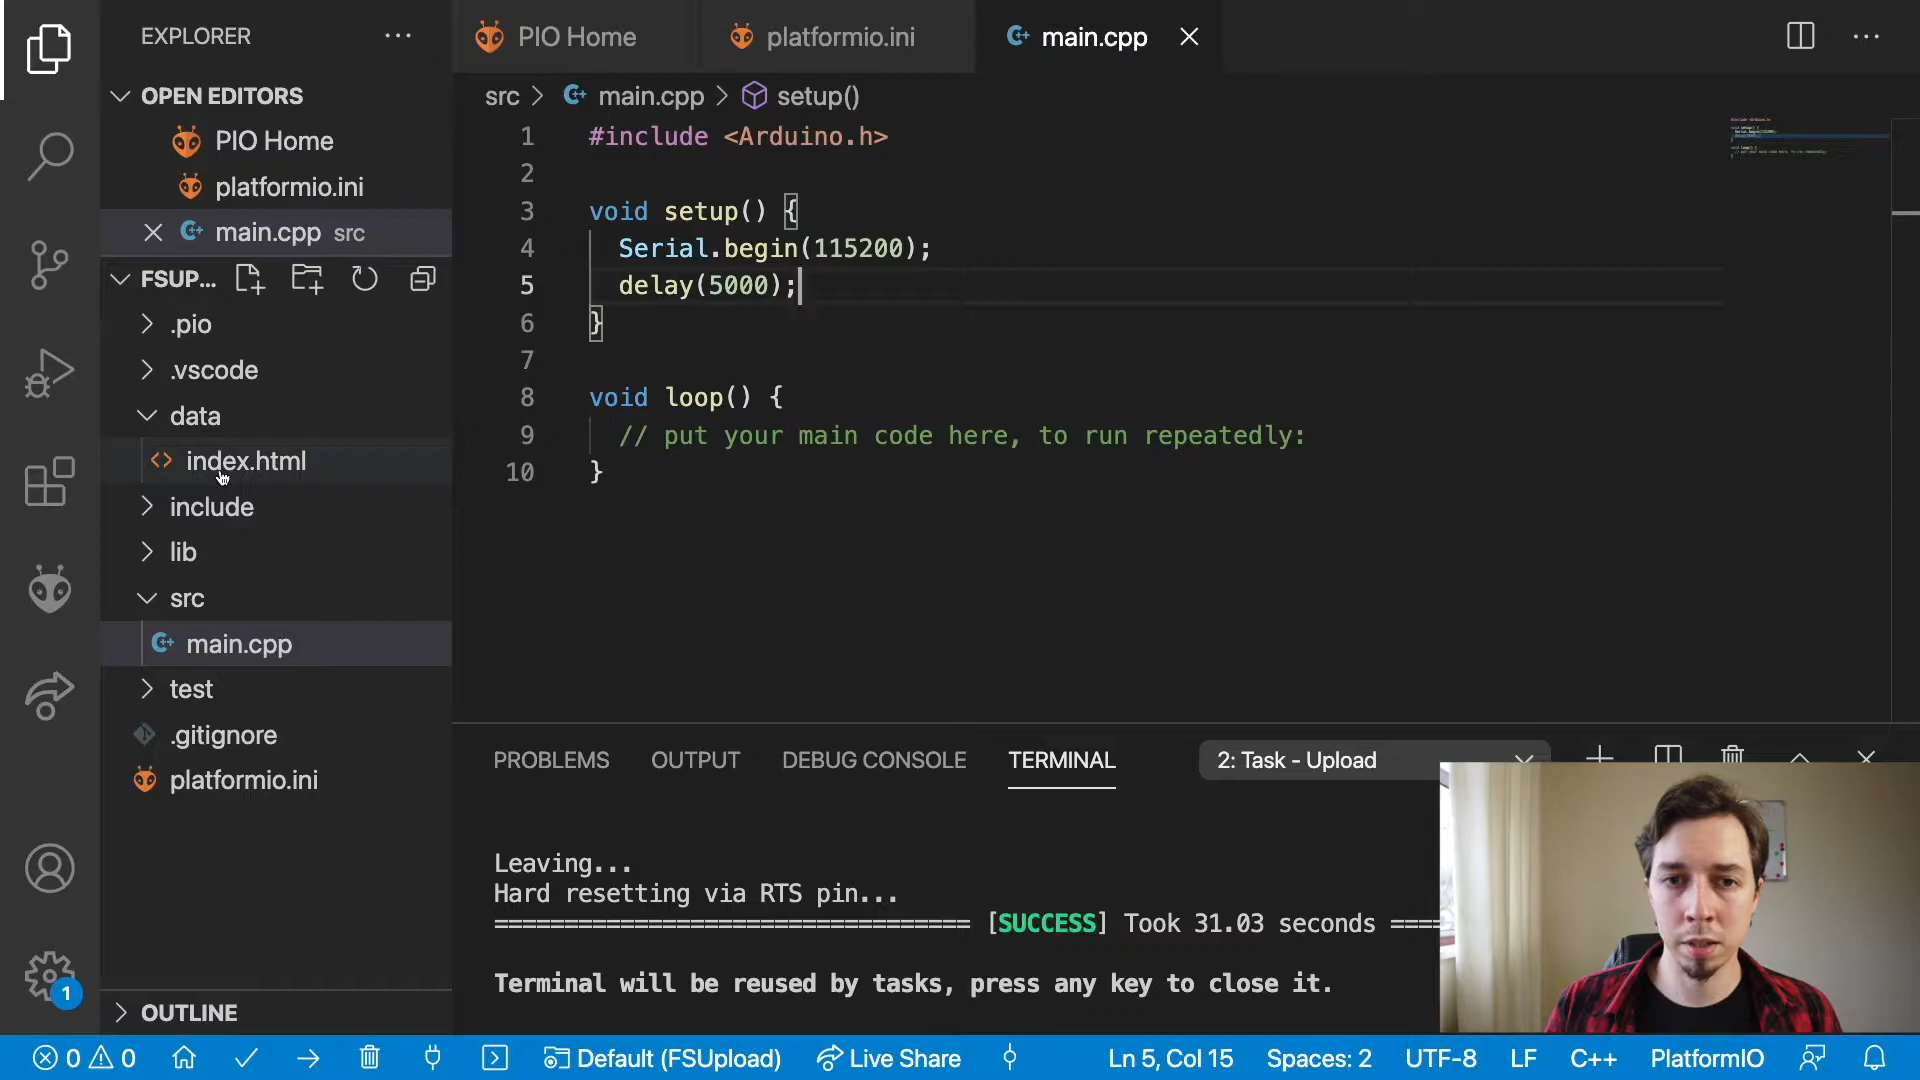 EXPLORER
OPEN EDITORS
PIO Home
platformio.ini
main.cpp src
FSUP...
.pio
.vscode
data
index.html
include
lib
src
main.cpp
test
.gitignore
platformio.ini
OUTLINE
PIO Home
platformio.ini
main.cpp
src > main.cpp > setup()
1 #include <Arduino.h>
2
3 void setup() {
4 Serial.begin(115200);
5 delay(5000);
6 }
7
8 void loop() {
9 // put your main code here, to run repeatedly:
10 }
PROBLEMS OUTPUT DEBUG CONSOLE TERMINAL 2: Task - Upload
Leaving...
Hard resetting via RTS pin...
================================== [SUCCESS] Took 31.03 seconds ====
Terminal will be reused by tasks, press any key to close it.
1
0 0 Default (FSUpload) Live Share Ln 5, Col 15 Spaces: 2 UTF-8 LF C++ PlatformIO